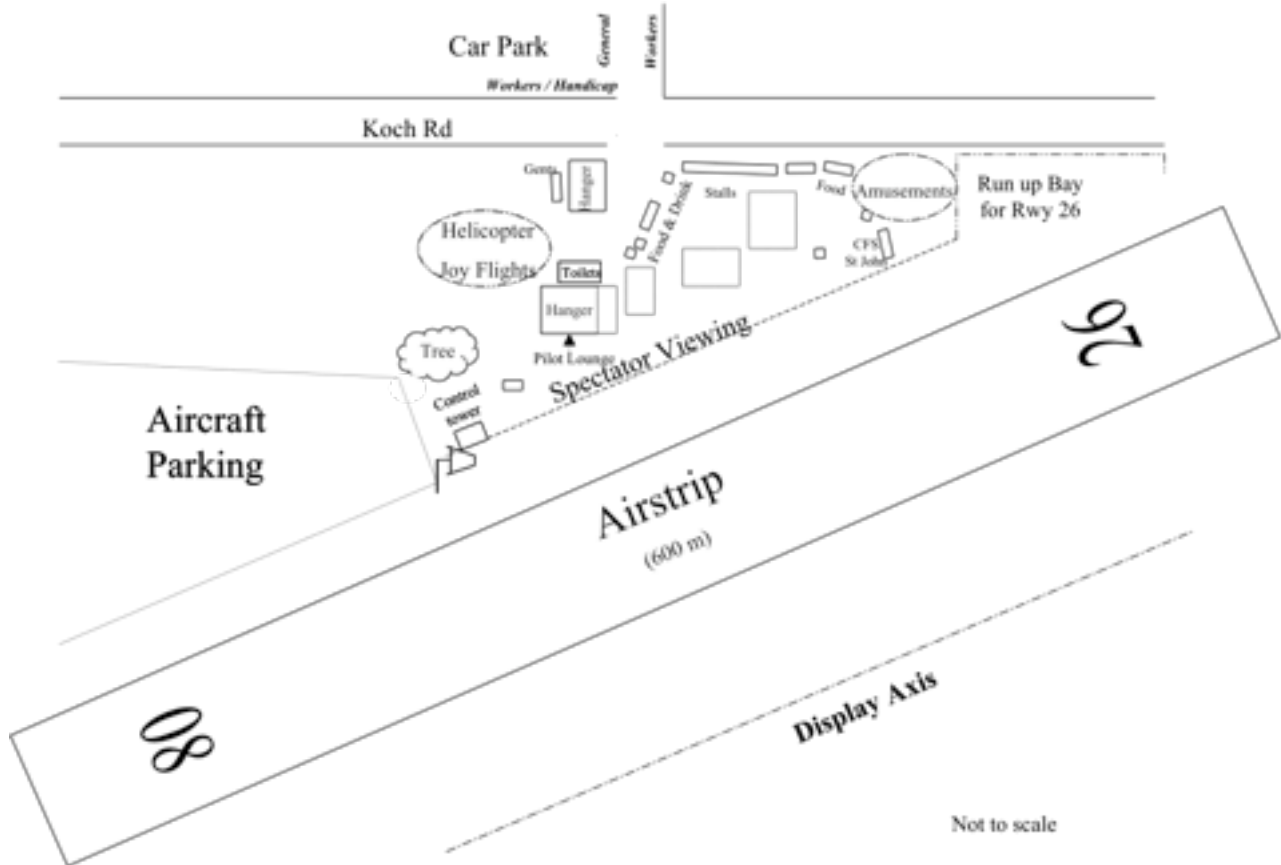 General
Workers
Car Park
Workers / Handicap
Koch Rd
Gents
Hanger
Food & Drink
Stalls
Food
Amusements
Run up Bay
for Rwy 26
Helicopter
Joy Flights
Toilets
CFS
St John
Hanger
Pilot Lounge
Tree
Spectator Viewing
26
Control
tower
Aircraft
Parking
Airstrip
(600 m)
08
Display Axis
Not to scale